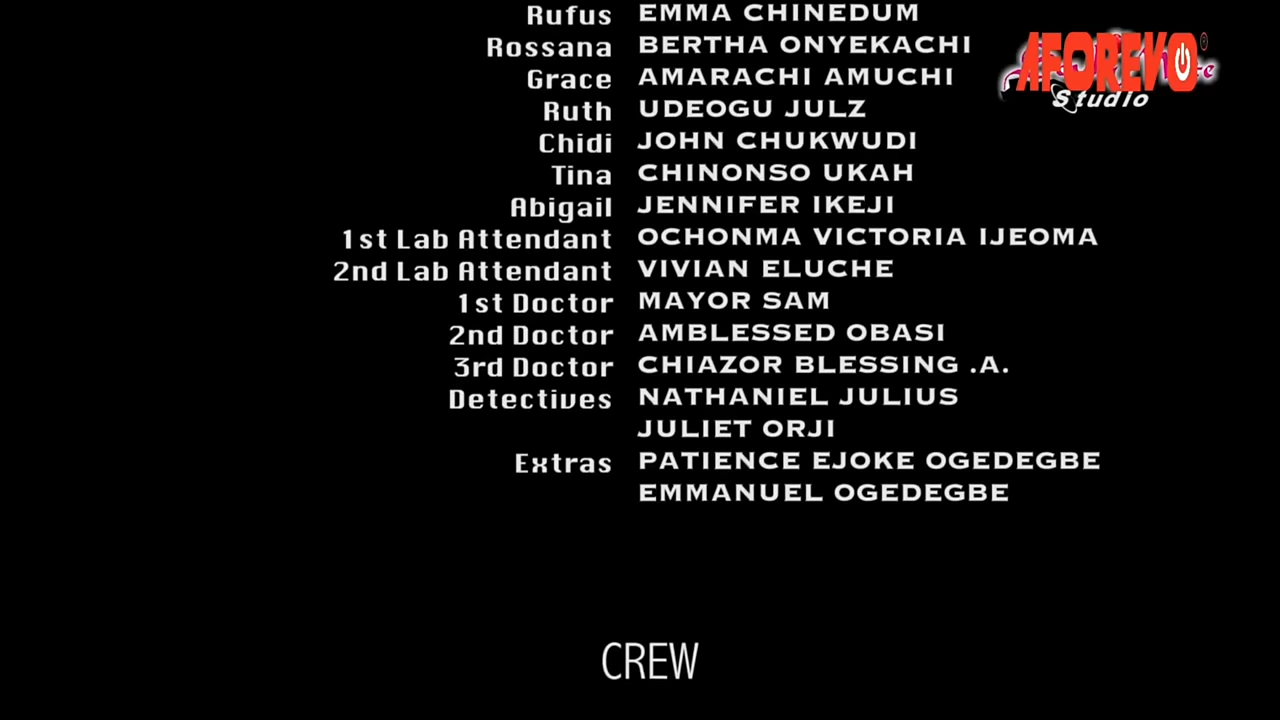 Rufus EMMA CHINEDUM
Rossana BERTHA ONYEKACHI
Grace AMARACHI AMUCHI
Ruth UDEOGU JULZ
Chidi JOHN CHUKWUDI
Tina CHINONSO UKAH
Abigail JENNIFER IKEJI
1st Lab Attendant OCHONMA VICTORIA IJEOMA
2nd Lab Attendant VIVIAN ELUCHE
1st Doctor MAYOR SAM
2nd Doctor AMBLESSED OBASI
3rd Doctor CHIAZOR BLESSING .A.
Detectives NATHANIEL JULIUS
JULIET ORJI
Extras PATIENCE EJOKE OGEDEGBE
EMMANUEL OGEDEGBE
CREW
AFOREVO
Studio